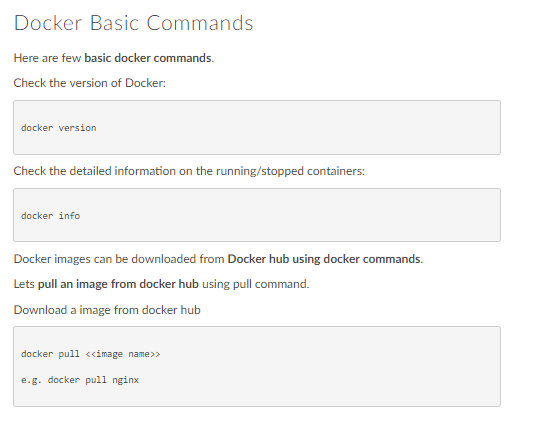 Docker Basic Commands
Here are few basic docker commands.
Check the version of Docker:
docker version
Check the detailed information on the running/stopped containers:
docker info
Docker images can be downloaded from Docker hub using docker commands.
Lets pull an image from docker hub using pull command.
Download a image from docker hub
docker pull <<image name>>
e.g. docker pull nginx